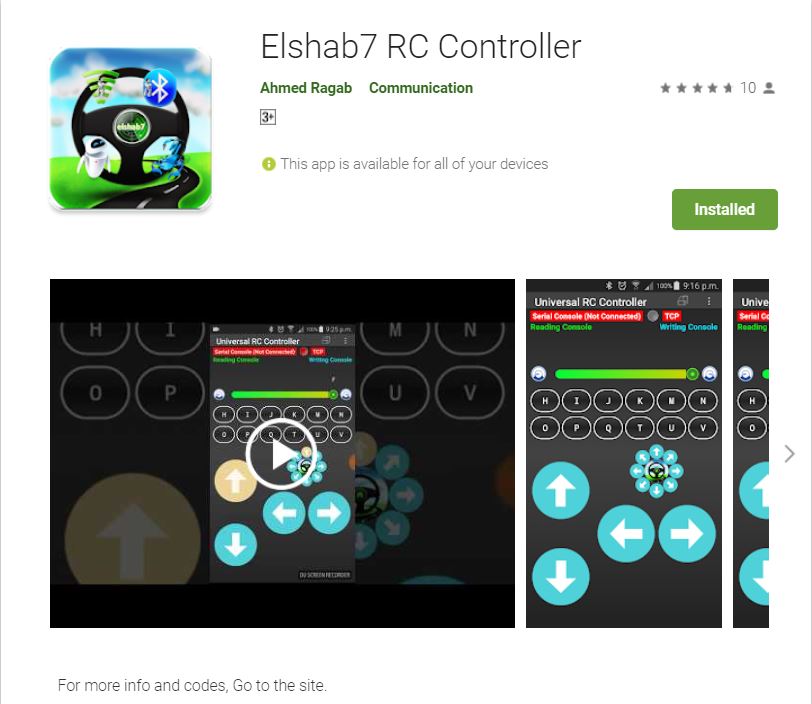 Elshab7 RC Controller
Ahmed Ragab Communication 10
3+
elshab7
This app is available for all of your devices
Installed
H I M N
O P U V
9:25 p.m.
Universal RC Controller
Serial Console (Not Connected) TCP
Reading Console Writing Console
H I J K M N
O P Q T U V
DU SCREEN RECORDER
100% 9:16 p.m.
Universal RC Controller
Serial Console (Not Connected) TCP
Reading Console Writing Console
H I J K M N
O P Q T U V
Unive
Serial Co
Reading
H
O
For more info and codes, Go to the site.